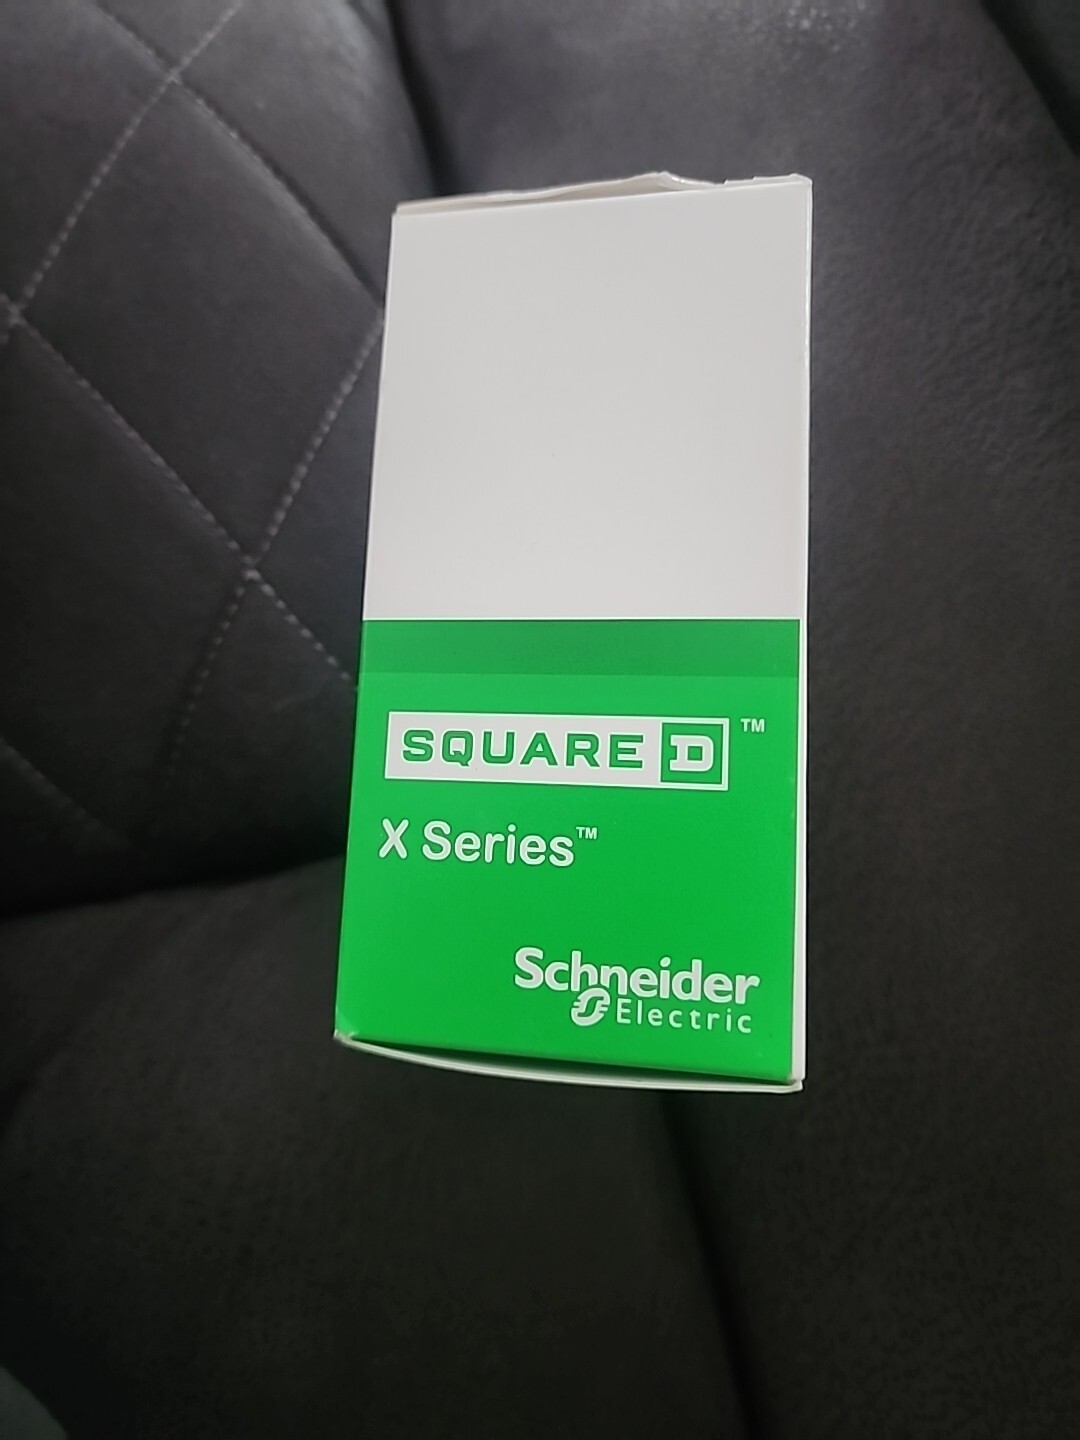 SQUARE D™
X Series™
Schneider
Electric